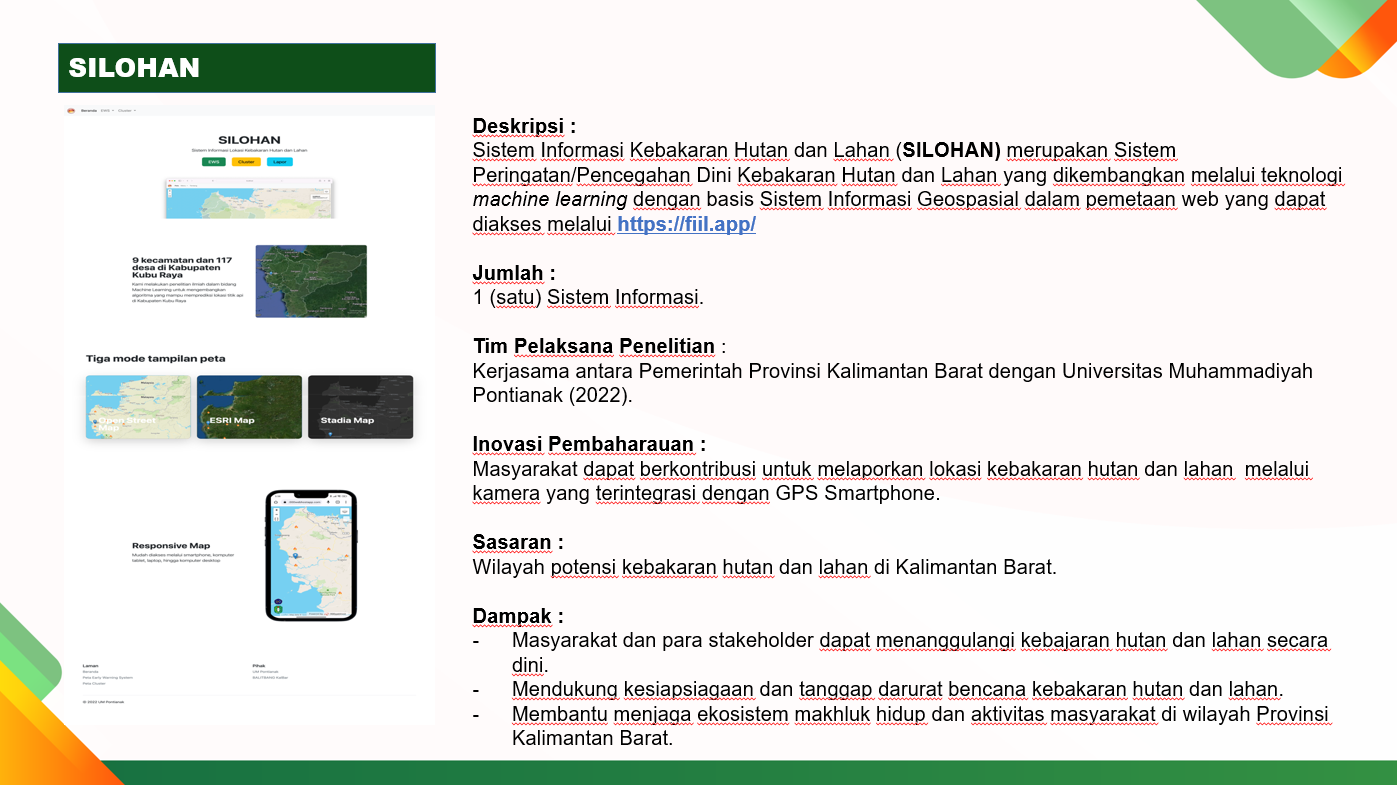 SILOHAN
Beranda EWS Cluster
SILOHAN
Sistem Informasi Lokasi Kebakaran Hutan dan Lahan
EWS Cluster Lapor
9 kecamatan dan 117
desa di Kabupaten
Kubu Raya
Kami melakukan penelitian ilmiah dalam bidang
Machine Learning untuk mengembangkan
algoritma yang mampu memprediksi lokasi titik api
di Kabupaten Kubu Raya
Tiga mode tampilan peta
Open Street
Map
ESRI Map
Stadia Map
Responsive Map
Mudah diakses melalui smartphone, komputer
tablet, laptop, hingga komputer desktop
Laman
Beranda
Peta Early Warning System
Peta Cluster
Pihak
UM Pontianak
BALITBANG KalBar
© 2022 UM Pontianak
Deskripsi :
Sistem Informasi Kebakaran Hutan dan Lahan (SILOHAN) merupakan Sistem
Peringatan/Pencegahan Dini Kebakaran Hutan dan Lahan yang dikembangkan melalui teknologi
machine learning dengan basis Sistem Informasi Geospasial dalam pemetaan web yang dapat
diakses melalui https://fiil.app/
Jumlah :
1 (satu) Sistem Informasi.
Tim Pelaksana Penelitian :
Kerjasama antara Pemerintah Provinsi Kalimantan Barat dengan Universitas Muhammadiyah
Pontianak (2022).
Inovasi Pembaharauan :
Masyarakat dapat berkontribusi untuk melaporkan lokasi kebakaran hutan dan lahan melalui
kamera yang terintegrasi dengan GPS Smartphone.
Sasaran :
Wilayah potensi kebakaran hutan dan lahan di Kalimantan Barat.
Dampak :
- Masyarakat dan para stakeholder dapat menanggulangi kebajaran hutan dan lahan secara
dini.
- Mendukung kesiapsiagaan dan tanggap darurat bencana kebakaran hutan dan lahan.
- Membantu menjaga ekosistem makhluk hidup dan aktivitas masyarakat di wilayah Provinsi
Kalimantan Barat.